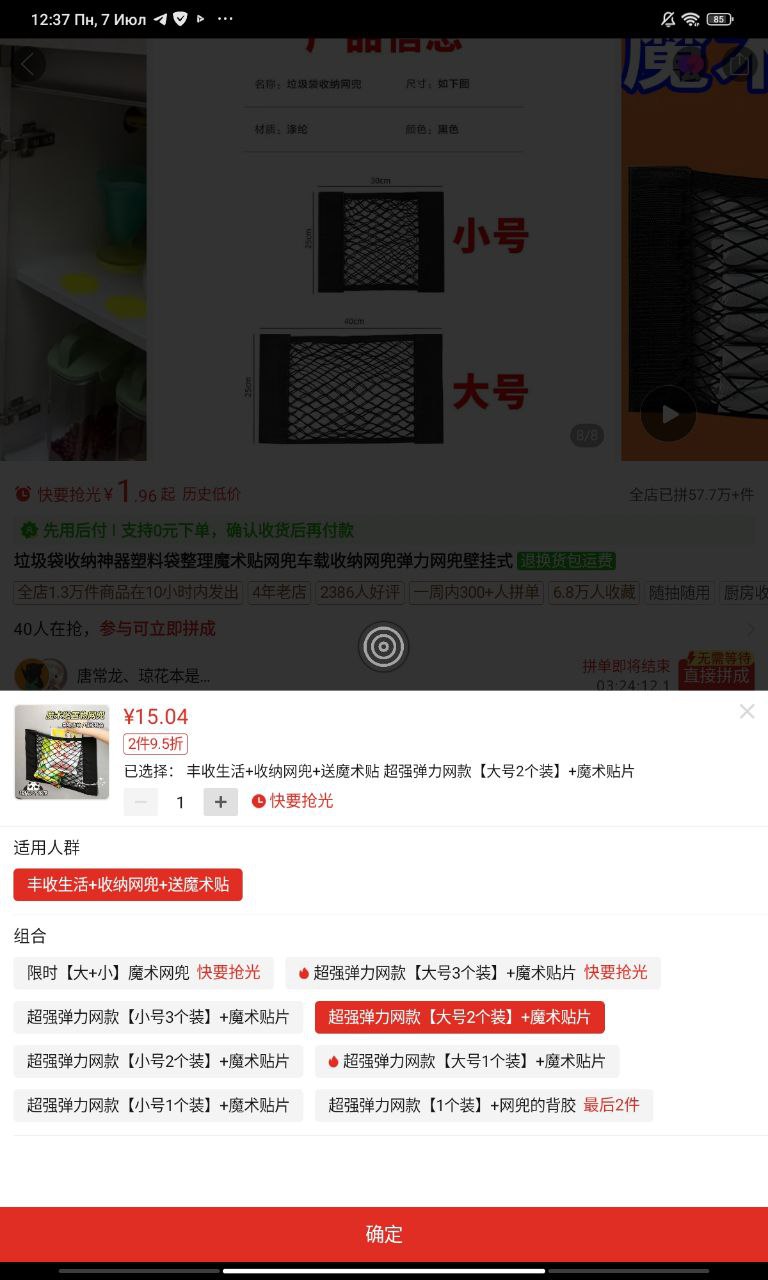 12:37 Пн, 7 Июл
85
产品信息
名称：垃圾袋收纳网兜
尺寸：如下图
材质：涤纶
颜色：黑色
30cm
25cm
小号
40cm
25cm
大号
魔术
8/8
快要抢光 ¥1.96 起 历史低价
全店已拼57.7万+件
先用后付 | 支持0元下单，确认收货后再付款
垃圾袋收纳神器塑料袋整理魔术贴网兜车载收纳网兜弹力网兜壁挂式 退换货包运费
全店1.3万件商品在10小时内发出 4年老店 2386人好评 一周内300+人拼单 6.8万人收藏 随抽随用 厨房收
40人在抢，参与可立即拼成
唐常龙、琼花本是...
拼单即将结束
03:24:12.1
无需等待
直接拼成
¥15.04
2件9.5折
已选择： 丰收生活+收纳网兜+送魔术贴 超强弹力网款【大号2个装】+魔术贴片
1
快要抢光
适用人群
丰收生活+收纳网兜+送魔术贴
组合
限时【大+小】魔术网兜 快要抢光
超强弹力网款【大号3个装】+魔术贴片 快要抢光
超强弹力网款【小号3个装】+魔术贴片
超强弹力网款【大号2个装】+魔术贴片
超强弹力网款【小号2个装】+魔术贴片
超强弹力网款【大号1个装】+魔术贴片
超强弹力网款【小号1个装】+魔术贴片
超强弹力网款【1个装】+网兜的背胶 最后2件
确定